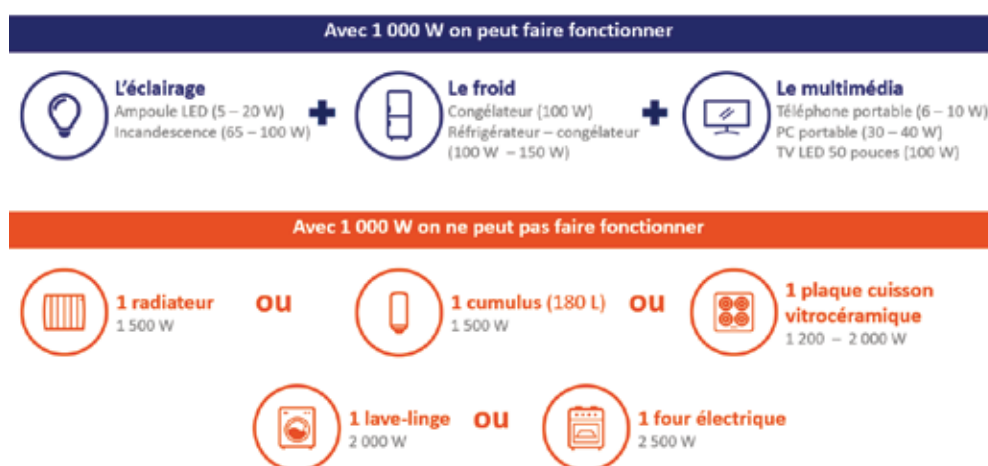 Avec 1 000 W on peut faire fonctionner
L'éclairage
Ampoule LED (5 – 20 W)
Incandescence (65 – 100 W)
+
Le froid
Congélateur (100 W)
Réfrigérateur – congélateur
(100 W – 150 W)
+
Le multimédia
Téléphone portable (6 – 10 W)
PC portable (30 – 40 W)
TV LED 50 pouces (100 W)
Avec 1 000 W on ne peut pas faire fonctionner
1 radiateur
1 500 W
ou
1 cumulus (180 L)
1 500 W
ou
1 plaque cuisson
vitrocéramique
1 200 – 2 000 W
1 lave-linge
2 000 W
ou
1 four électrique
2 500 W